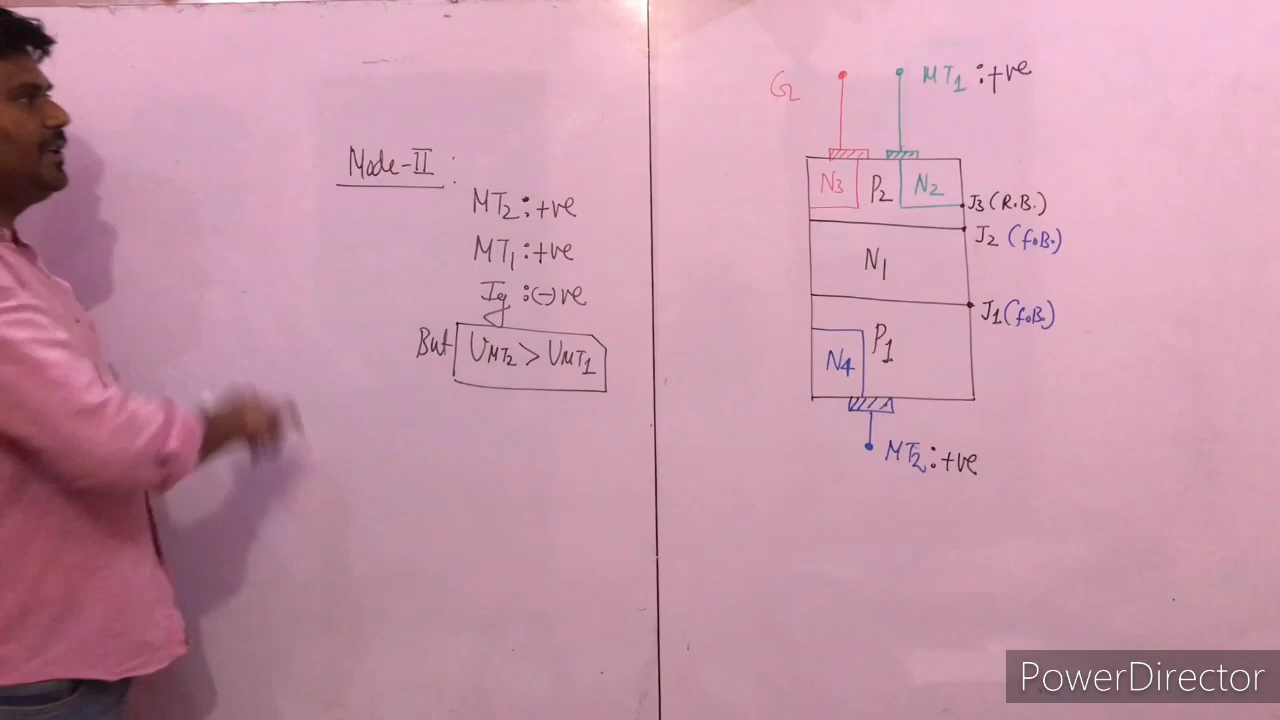 Mode-II :
MT2 : +ve
MT1 : +ve
Ig : (-)ve
But VMT2 > VMT1
G
MT1 : +ve
N3 P2 N2
J3 (R.B.)
J2 (f.B.)
N1
J1 (f.B.)
P1
N4
MT2 : +ve
PowerDirector